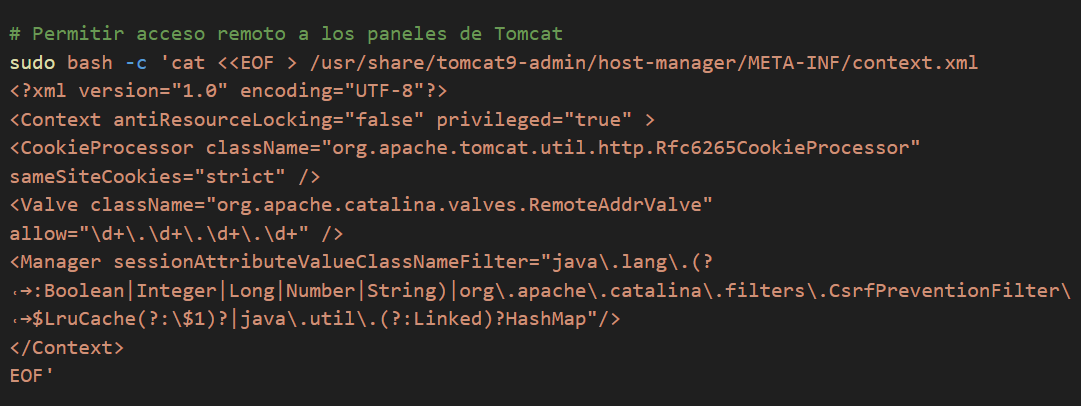 # Permitir acceso remoto a los paneles de Tomcat
sudo bash -c 'cat <<EOF > /usr/share/tomcat9-admin/host-manager/META-INF/context.xml
<?xml version="1.0" encoding="UTF-8"?>
<Context antiResourceLocking="false" privileged="true" >
<CookieProcessor className="org.apache.tomcat.util.http.Rfc6265CookieProcessor"
sameSiteCookies="strict" />
<Valve className="org.apache.catalina.valves.RemoteAddrValve"
allow="\d+\.\d+\.\d+\.\d+" />
<Manager sessionAttributeValueClassNameFilter="java\.lang\.(?
↪:Boolean|Integer|Long|Number|String)|org\.apache\.catalina\.filters\.CsrfPreventionFilter\
↪$LruCache(?:\$1)?|java\.util\.(?:Linked)?HashMap"/>
</Context>
EOF'